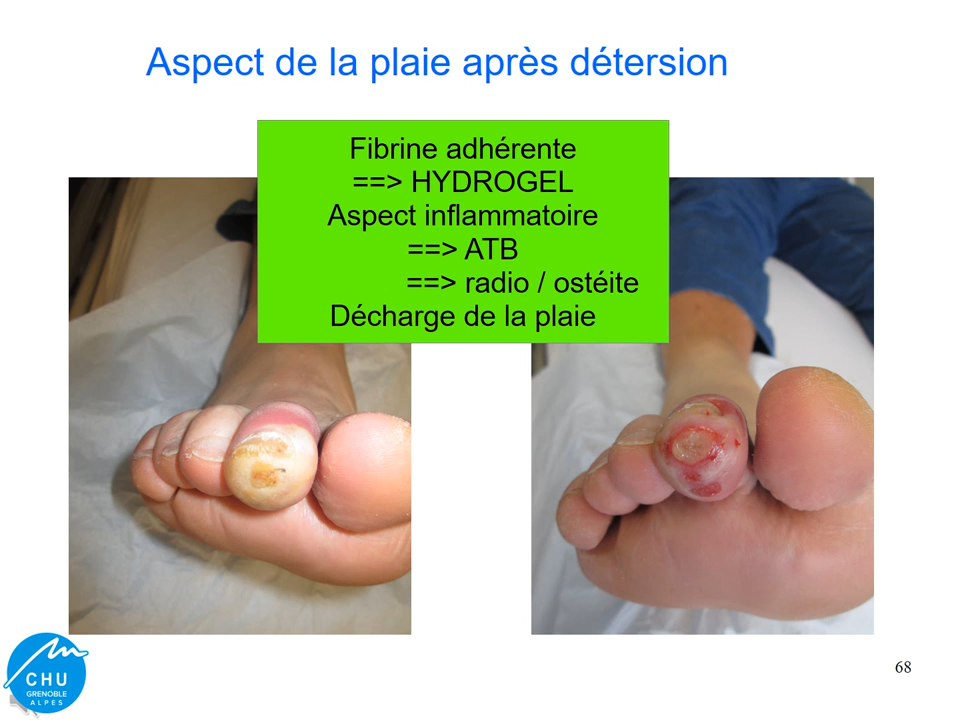 Aspect de la plaie après détersion
Fibrine adhérente
==> HYDROGEL
Aspect inflammatoire
==> ATB
==> radio / ostéite
Décharge de la plaie
CHU
GRENOBLE
ALPES
68